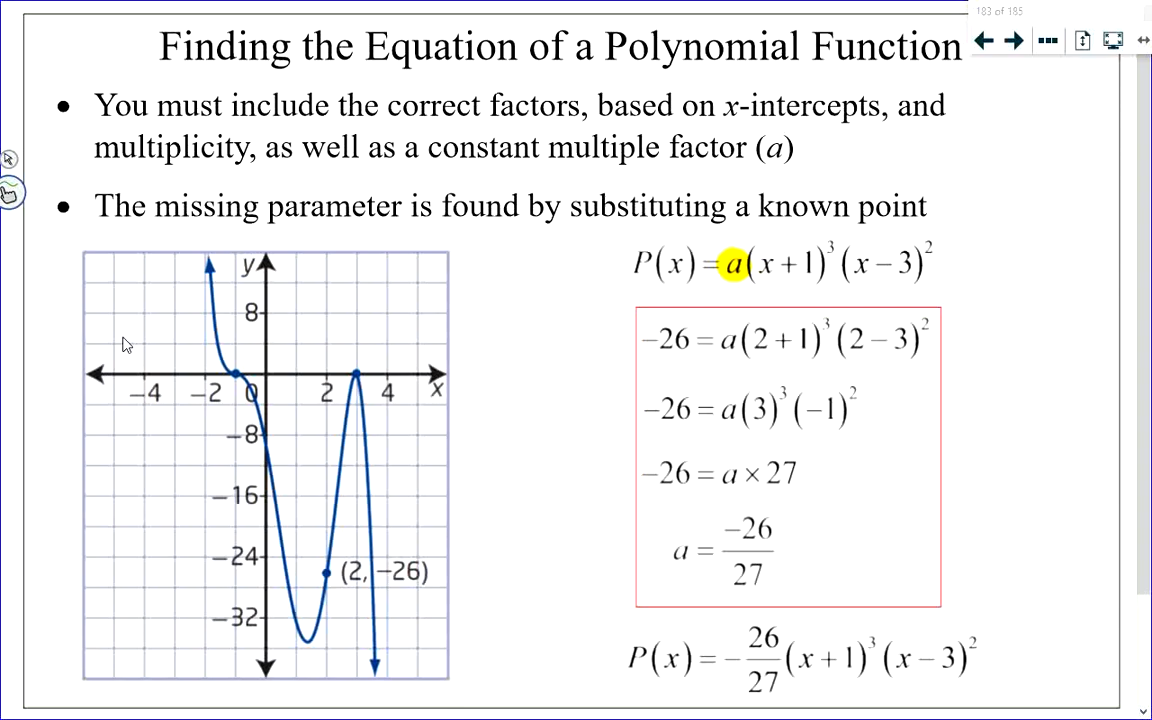 183 of 185
Finding the Equation of a Polynomial Function
• You must include the correct factors, based on x-intercepts, and
multiplicity, as well as a constant multiple factor (a)
• The missing parameter is found by substituting a known point
P(x) = a(x + 1)³(x − 3)²
−26 = a(2 + 1)³(2 − 3)²
−26 = a(3)³(−1)²
−26 = a × 27
a = −26/27
P(x) = −26/27(x + 1)³(x − 3)²
y
8
−4 −2 0 2 4 x
−8
−16
−24
(2, −26)
−32